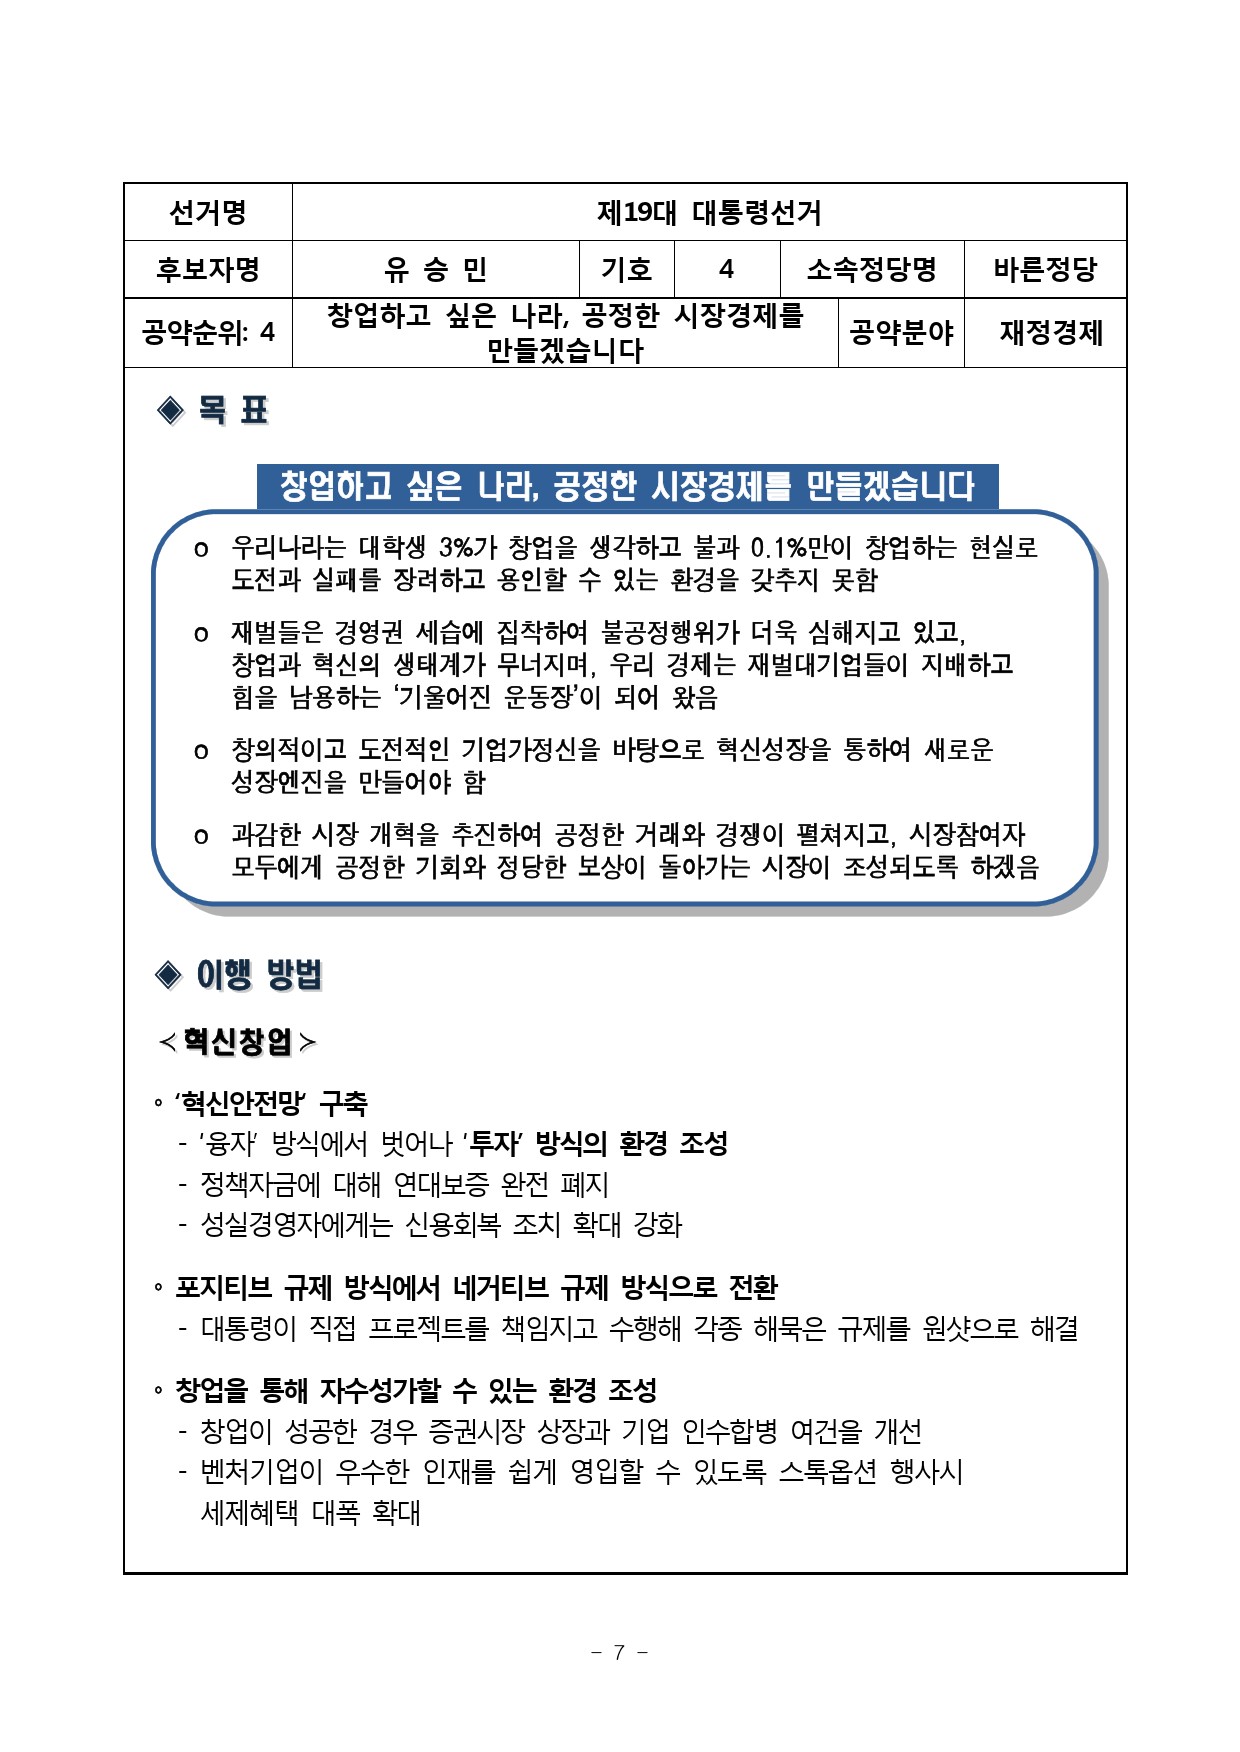 선거명 제19대 대통령선거
후보자명 유 승 민 기호 4 소속정당명 바른정당
공약순위: 4 창업하고 싶은 나라, 공정한 시장경제를 만들겠습니다 공약분야 재정경제
◈ 목 표
창업하고 싶은 나라, 공정한 시장경제를 만들겠습니다
o 우리나라는 대학생 3%가 창업을 생각하고 불과 0.1%만이 창업하는 현실로
도전과 실패를 장려하고 용인할 수 있는 환경을 갖추지 못함
o 재벌들은 경영권 세습에 집착하여 불공정행위가 더욱 심해지고 있고,
창업과 혁신의 생태계가 무너지며, 우리 경제는 재벌대기업들이 지배하고
힘을 남용하는 ‘기울어진 운동장’이 되어 왔음
o 창의적이고 도전적인 기업가정신을 바탕으로 혁신성장을 통하여 새로운
성장엔진을 만들어야 함
o 과감한 시장 개혁을 추진하여 공정한 거래와 경쟁이 펼쳐지고, 시장참여자
모두에게 공정한 기회와 정당한 보상이 돌아가는 시장이 조성되도록 하겠음
◈ 이행 방법
≺혁신창업≻
◦ ‘혁신안전망‘ 구축
- ‘융자’ 방식에서 벗어나 ‘투자’ 방식의 환경 조성
- 정책자금에 대해 연대보증 완전 폐지
- 성실경영자에게는 신용회복 조치 확대 강화
◦ 포지티브 규제 방식에서 네거티브 규제 방식으로 전환
- 대통령이 직접 프로젝트를 책임지고 수행해 각종 해묵은 규제를 원샷으로 해결
◦ 창업을 통해 자수성가할 수 있는 환경 조성
- 창업이 성공한 경우 증권시장 상장과 기업 인수합병 여건을 개선
- 벤처기업이 우수한 인재를 쉽게 영입할 수 있도록 스톡옵션 행사시
세제혜택 대폭 확대
- 7 -